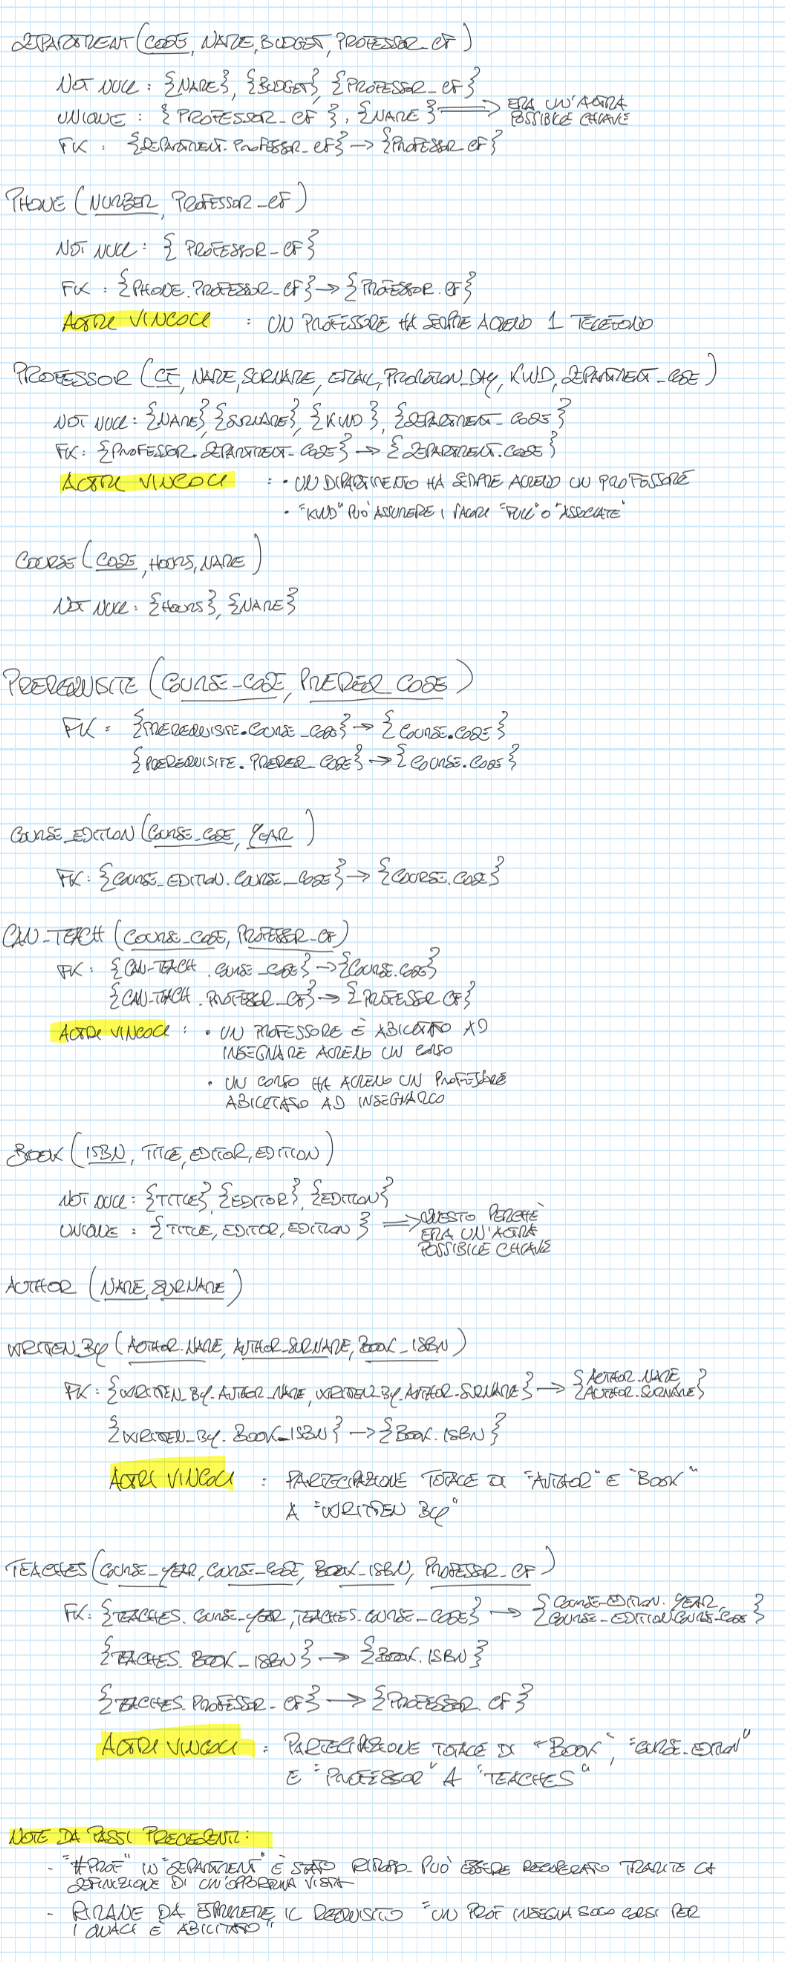 DEPARTMENT (CODE, NAME, BUDGET, PROFESSOR_CF)
NOT NULL : {NAME}, {BUDGET}, {PROFESSOR_CF}
UNIQUE : {PROFESSOR_CF}, {NAME} => ERA UN'ALTRA
POSSIBILE CHIAVE
FK : {DEPARTMENT.PROFESSOR_CF} -> {PROFESSOR.CF}
PHONE (NUMBER, PROFESSOR_CF)
NOT NULL : {PROFESSOR_CF}
FK : {PHONE.PROFESSOR_CF} -> {PROFESSOR.CF}
ALTRI VINCOLI : UN PROFESSORE HA SEMPRE ALMENO 1 TELEFONO
PROFESSOR (CF, NAME, SURNAME, EMAIL, PROMOTION_DAY, KIND, DEPARTMENT_CODE)
NOT NULL : {NAME}, {SURNAME}, {KIND}, {DEPARTMENT_CODE}
FK : {PROFESSOR.DEPARTMENT_CODE} -> {DEPARTMENT.CODE}
ALTRI VINCOLI : • UN DIPARTIMENTO HA SEMPRE ALMENO UN PROFESSORE
• "KIND" PUÒ ASSUMERE I VALORI "FULL" O "ASSOCIATE"
COURSE (CODE, HOURS, NAME)
NOT NULL : {HOURS}, {NAME}
PREREQUISITE (COURSE_CODE, PREREQ_CODE)
FK : {PREREQUISITE.COURSE_CODE} -> {COURSE.CODE}
{PREREQUISITE.PREREQ_CODE} -> {COURSE.CODE}
COURSE_EDITION (COURSE_CODE, YEAR)
FK : {COURSE_EDITION.COURSE_CODE} -> {COURSE.CODE}
CAN_TEACH (COURSE_CODE, PROFESSOR_CF)
FK : {CAN_TEACH.COURSE_CODE} -> {COURSE.CODE}
{CAN_TEACH.PROFESSOR_CF} -> {PROFESSOR.CF}
ALTRI VINCOLI : • UN PROFESSORE È ABILITATO AD
INSEGNARE ALMENO UN CORSO
• UN CORSO HA ALMENO UN PROFESSORE
ABILITATO AD INSEGNARLO
BOOK (ISBN, TITLE, EDITOR, EDITION)
NOT NULL : {TITLE}, {EDITOR}, {EDITION}
UNIQUE : {TITLE, EDITOR, EDITION} => QUESTO PERCHÈ
ERA UN'ALTRA
POSSIBILE CHIAVE
AUTHOR (NAME, SURNAME)
WRITTEN_BY (AUTHOR_NAME, AUTHOR_SURNAME, BOOK_ISBN)
FK : {WRITTEN_BY.AUTHOR_NAME, WRITTEN_BY.AUTHOR_SURNAME} -> {AUTHOR.NAME, AUTHOR.SURNAME}
{WRITTEN_BY.BOOK_ISBN} -> {BOOK.ISBN}
ALTRI VINCOLI : PARTECIPAZIONE TOTALE DI "AUTHOR" E "BOOK"
A "WRITTEN BY"
TEACHES (COURSE_YEAR, COURSE_CODE, BOOK_ISBN, PROFESSOR_CF)
FK : {TEACHES.COURSE_YEAR, TEACHES.COURSE_CODE} -> {COURSE_EDITION.YEAR, COURSE_EDITION.COURSE_CODE}
{TEACHES.BOOK_ISBN} -> {BOOK.ISBN}
{TEACHES.PROFESSOR_CF} -> {PROFESSOR.CF}
ALTRI VINCOLI : PARTECIPAZIONE TOTALE DI "BOOK", "COURSE_EDITION"
E "PROFESSOR" A "TEACHES"
NOTE DA PASSI PRECEDENTI:
- "#PROF" IN "DEPARTMENT" È STATO RIMOSSO. PUÒ ESSERE RECUPERATO TRAMITE LA
DEFINIZIONE DI UN'OPPORTUNA VISTA
- RIMANE DA ESPRIMERE IL REQUISITO "UN PROF INSEGNA SOLO CORSI PER
I QUALI È ABILITATO"